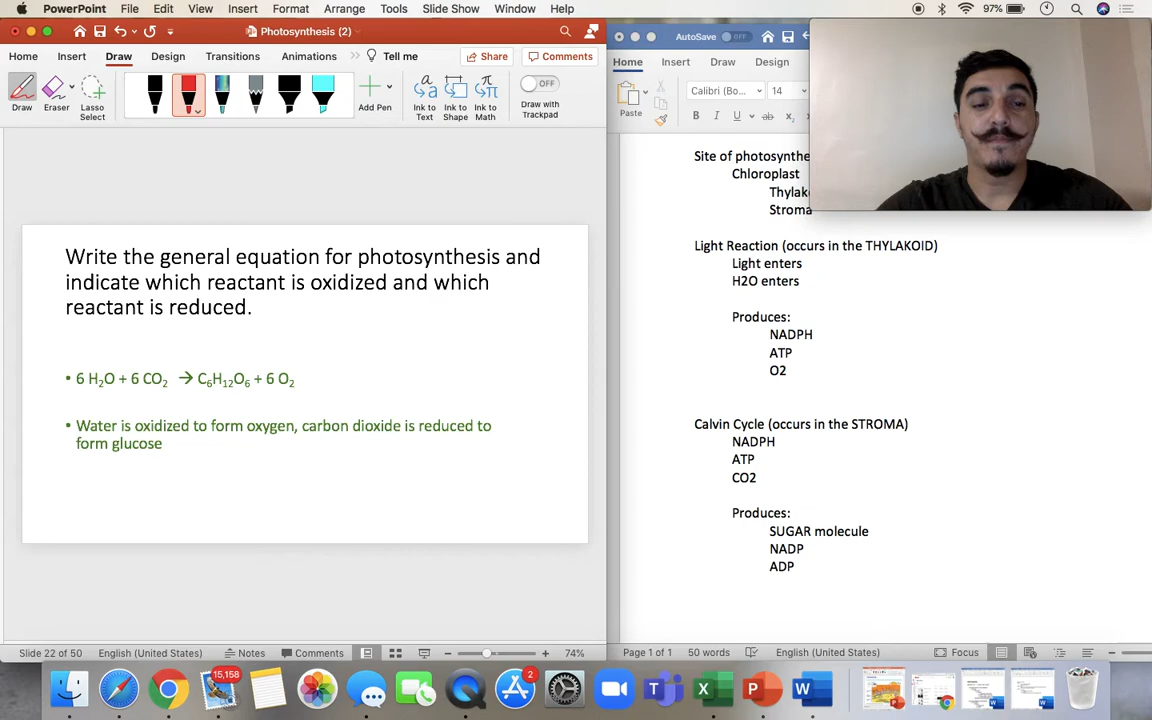 PowerPoint File Edit View Insert Format Arrange Tools Slide Show Window Help 97%
Photosynthesis (2)
Home Insert Draw Design Transitions Animations Tell me Share Comments
Draw Eraser Lasso Select Add Pen Ink to Text Ink to Shape Ink to Math OFF Draw with Trackpad
AutoSave OFF
Home Insert Draw Design
Paste Calibri (Bo... 14
B I U ab x
Write the general equation for photosynthesis and
indicate which reactant is oxidized and which
reactant is reduced.
• 6 H₂O + 6 CO₂ → C₆H₁₂O₆ + 6 O₂
• Water is oxidized to form oxygen, carbon dioxide is reduced to
form glucose
Site of photosynthe
Chloroplast
Thylak
Stroma
Light Reaction (occurs in the THYLAKOID)
Light enters
H2O enters
Produces:
NADPH
ATP
O2
Calvin Cycle (occurs in the STROMA)
NADPH
ATP
CO2
Produces:
SUGAR molecule
NADP
ADP
Slide 22 of 50 English (United States) Notes Comments 74%
Page 1 of 1 50 words English (United States) Focus
15,158
2